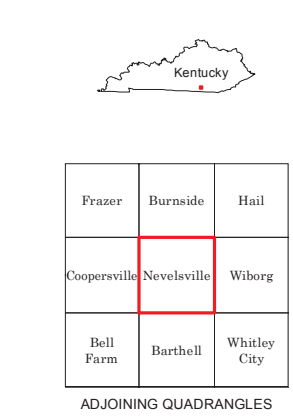 Kentucky
Frazer
Burnside
Hail
Coopersville
Nevelsville
Wiborg
Bell
Farm
Barthell
Whitley
City
ADJOINING QUADRANGLES